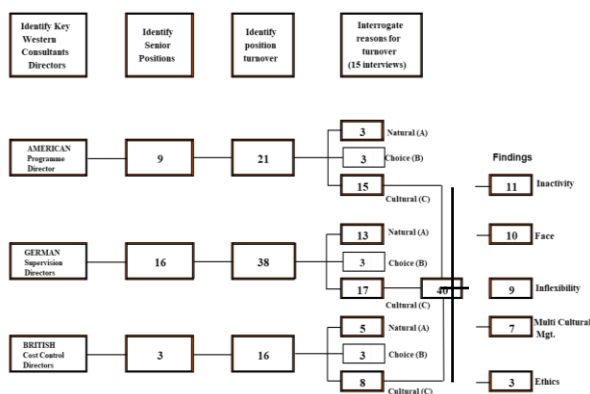 Identify Key
Western
Consultants
Directors
Identify
Senior
Positions
Identify
position
turnover
Interrogate
reasons for
turnover
(15 interviews)
AMERICAN
Programme
Director
9
21
3
Natural (A)
3
Choice (B)
15
Cultural (C)
GERMAN
Supervision
Directors
16
38
13
Natural (A)
3
Choice (B)
17
Cultural (C)
40
BRITISH
Cost Control
Directors
3
16
5
Natural (A)
3
Choice (B)
8
Cultural (C)
Findings
11
Inactivity
10
Face
9
Inflexibility
7
Multi Cultural
Mgt.
3
Ethics